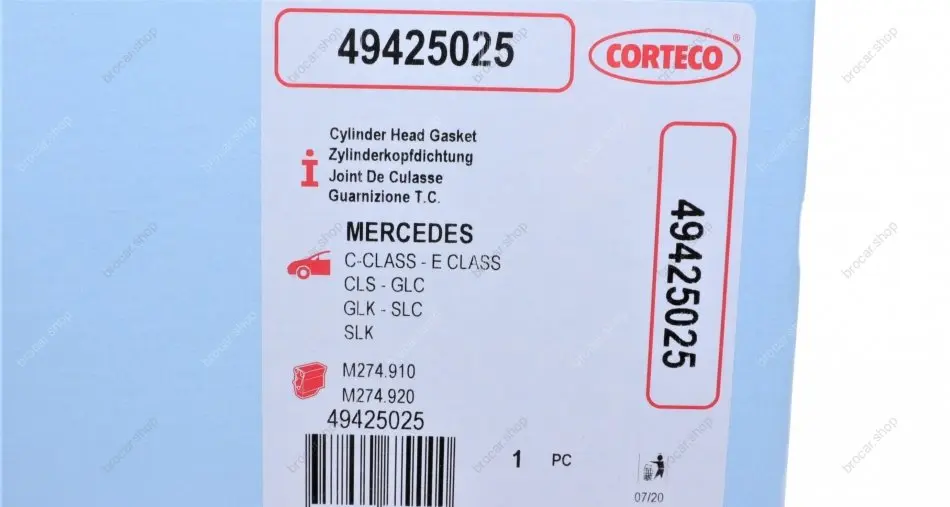 49425025
CORTECO®
Cylinder Head Gasket
Zylinderkopfdichtung
Joint De Culasse
Guarnizione T.C.
49425025
MERCEDES
C-CLASS - E CLASS
CLS - GLC
GLK - SLC
SLK
M274.910
M274.920
49425025
1 PC
07/20
brocar.shop